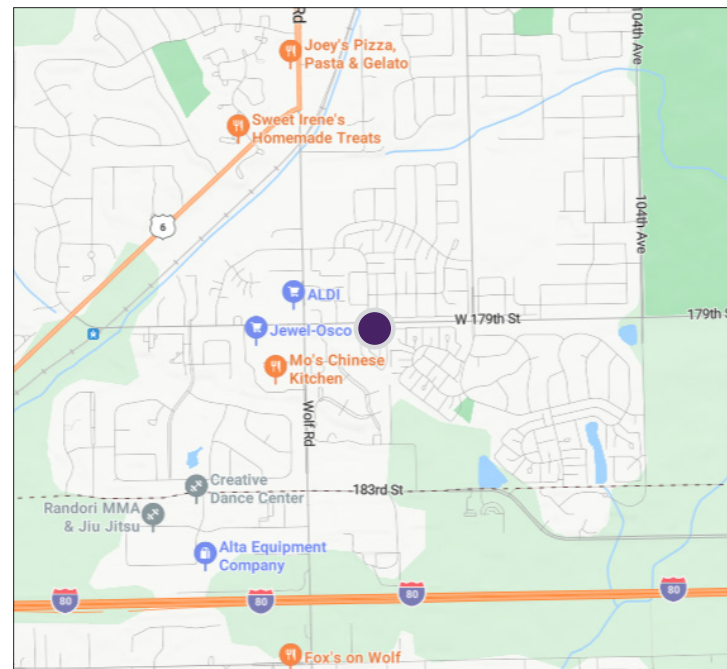 Rd
Joey's Pizza,
Pasta & Gelato
104th Ave
Sweet Irene's
Homemade Treats
6
104th Ave
ALDI
Jewel-Osco
W 179th St
179th St
Mo's Chinese
Kitchen
Wolf Rd
Creative
Dance Center
183rd St
Randori MMA
& Jiu Jitsu
Alta Equipment
Company
80
80
80
80
Fox's on Wolf